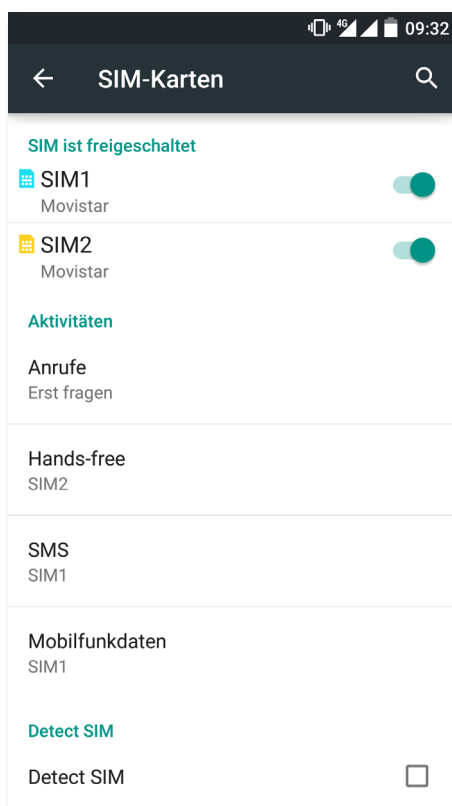 4G 09:32
SIM-Karten
SIM ist freigeschaltet
SIM1
Movistar
SIM2
Movistar
Aktivitäten
Anrufe
Erst fragen
Hands-free
SIM2
SMS
SIM1
Mobilfunkdaten
SIM1
Detect SIM
Detect SIM